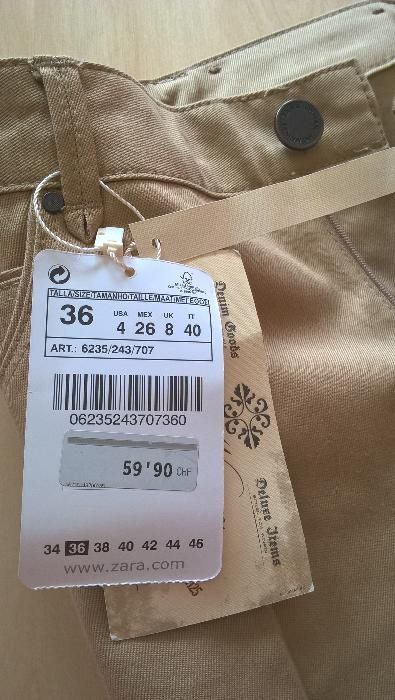 TALLA/SIZE/TAMANHO/TAILLE/MAAT/ΜΕΓΕΘΟΣ
36
USA MEX UK IT
4 26 8 40
ART.: 6235/243/707
06235243707360
59'90 CHF
34 36 38 40 42 44 46
www.zara.com
Denim Goods
Deluxe Items